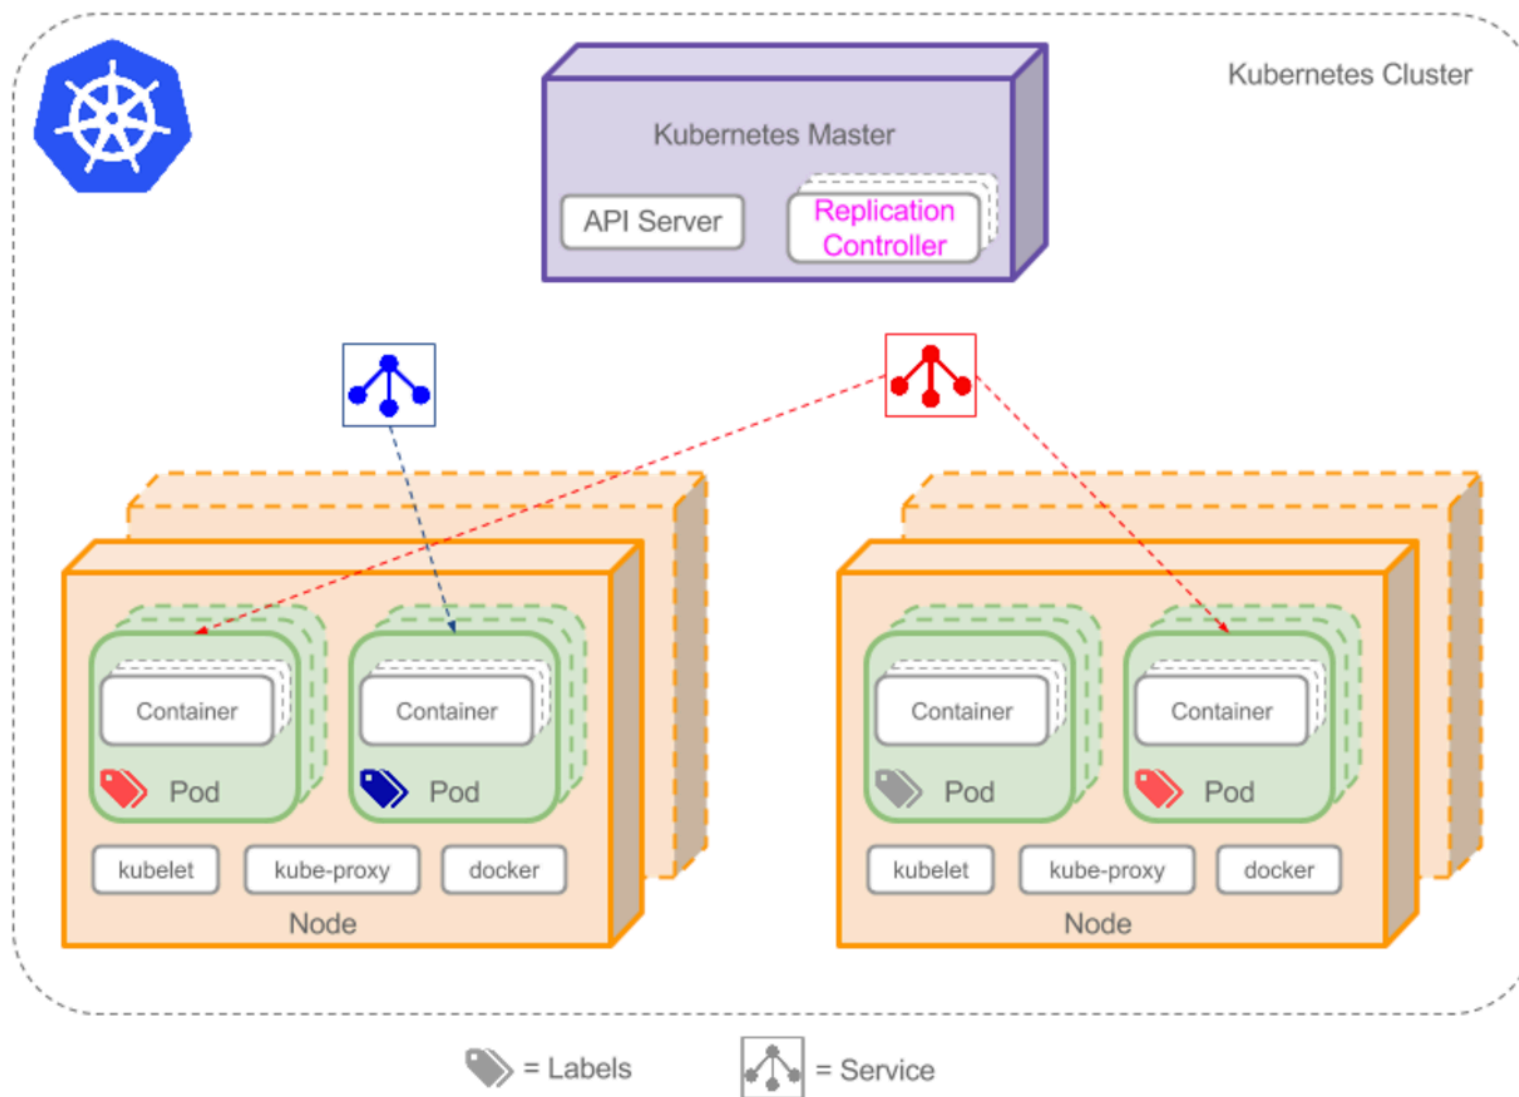 Kubernetes Cluster
Kubernetes Master
API Server
Replication
Controller
Container
Container
Container
Container
Pod
Pod
Pod
Pod
kubelet
kube-proxy
docker
kubelet
kube-proxy
docker
Node
Node
= Labels
= Service